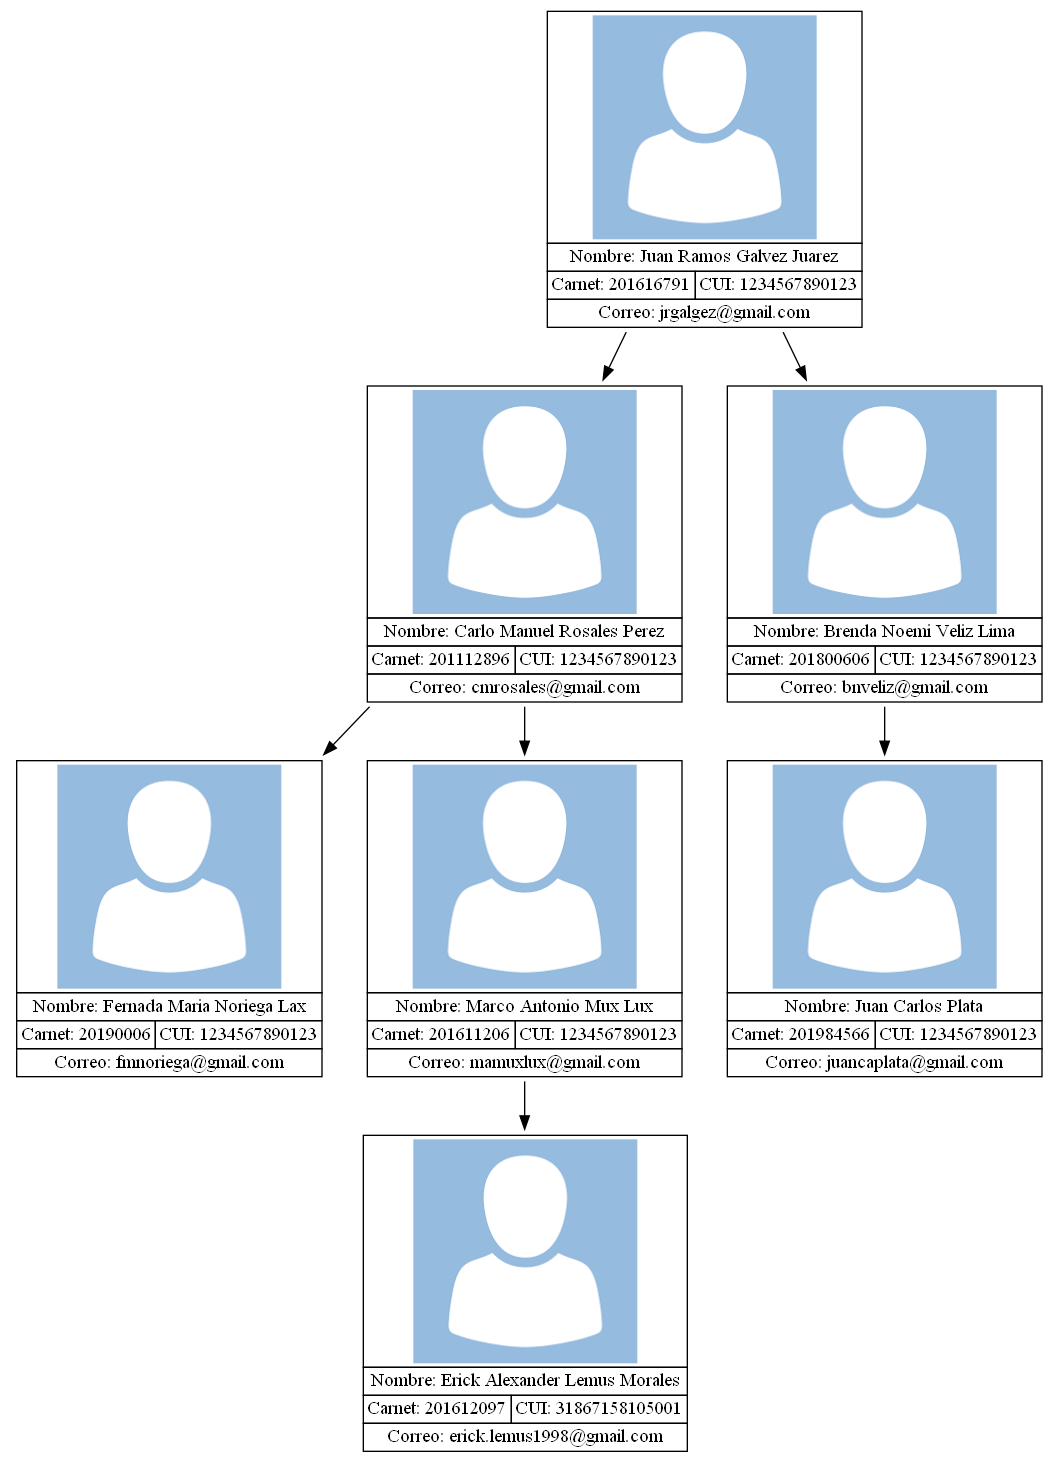 Nombre: Juan Ramos Galvez Juarez
Carnet: 201616791 CUI: 1234567890123
Correo: jrgalgez@gmail.com
Nombre: Carlo Manuel Rosales Perez
Carnet: 201112896 CUI: 1234567890123
Correo: cmrosales@gmail.com
Nombre: Brenda Noemi Veliz Lima
Carnet: 201800606 CUI: 1234567890123
Correo: bnveliz@gmail.com
Nombre: Fernada Maria Noriega Lax
Carnet: 20190006 CUI: 1234567890123
Correo: fmnoriega@gmail.com
Nombre: Marco Antonio Mux Lux
Carnet: 201611206 CUI: 1234567890123
Correo: mamuxlux@gmail.com
Nombre: Juan Carlos Plata
Carnet: 201984566 CUI: 1234567890123
Correo: juancaplata@gmail.com
Nombre: Erick Alexander Lemus Morales
Carnet: 201612097 CUI: 31867158105001
Correo: erick.lemus1998@gmail.com